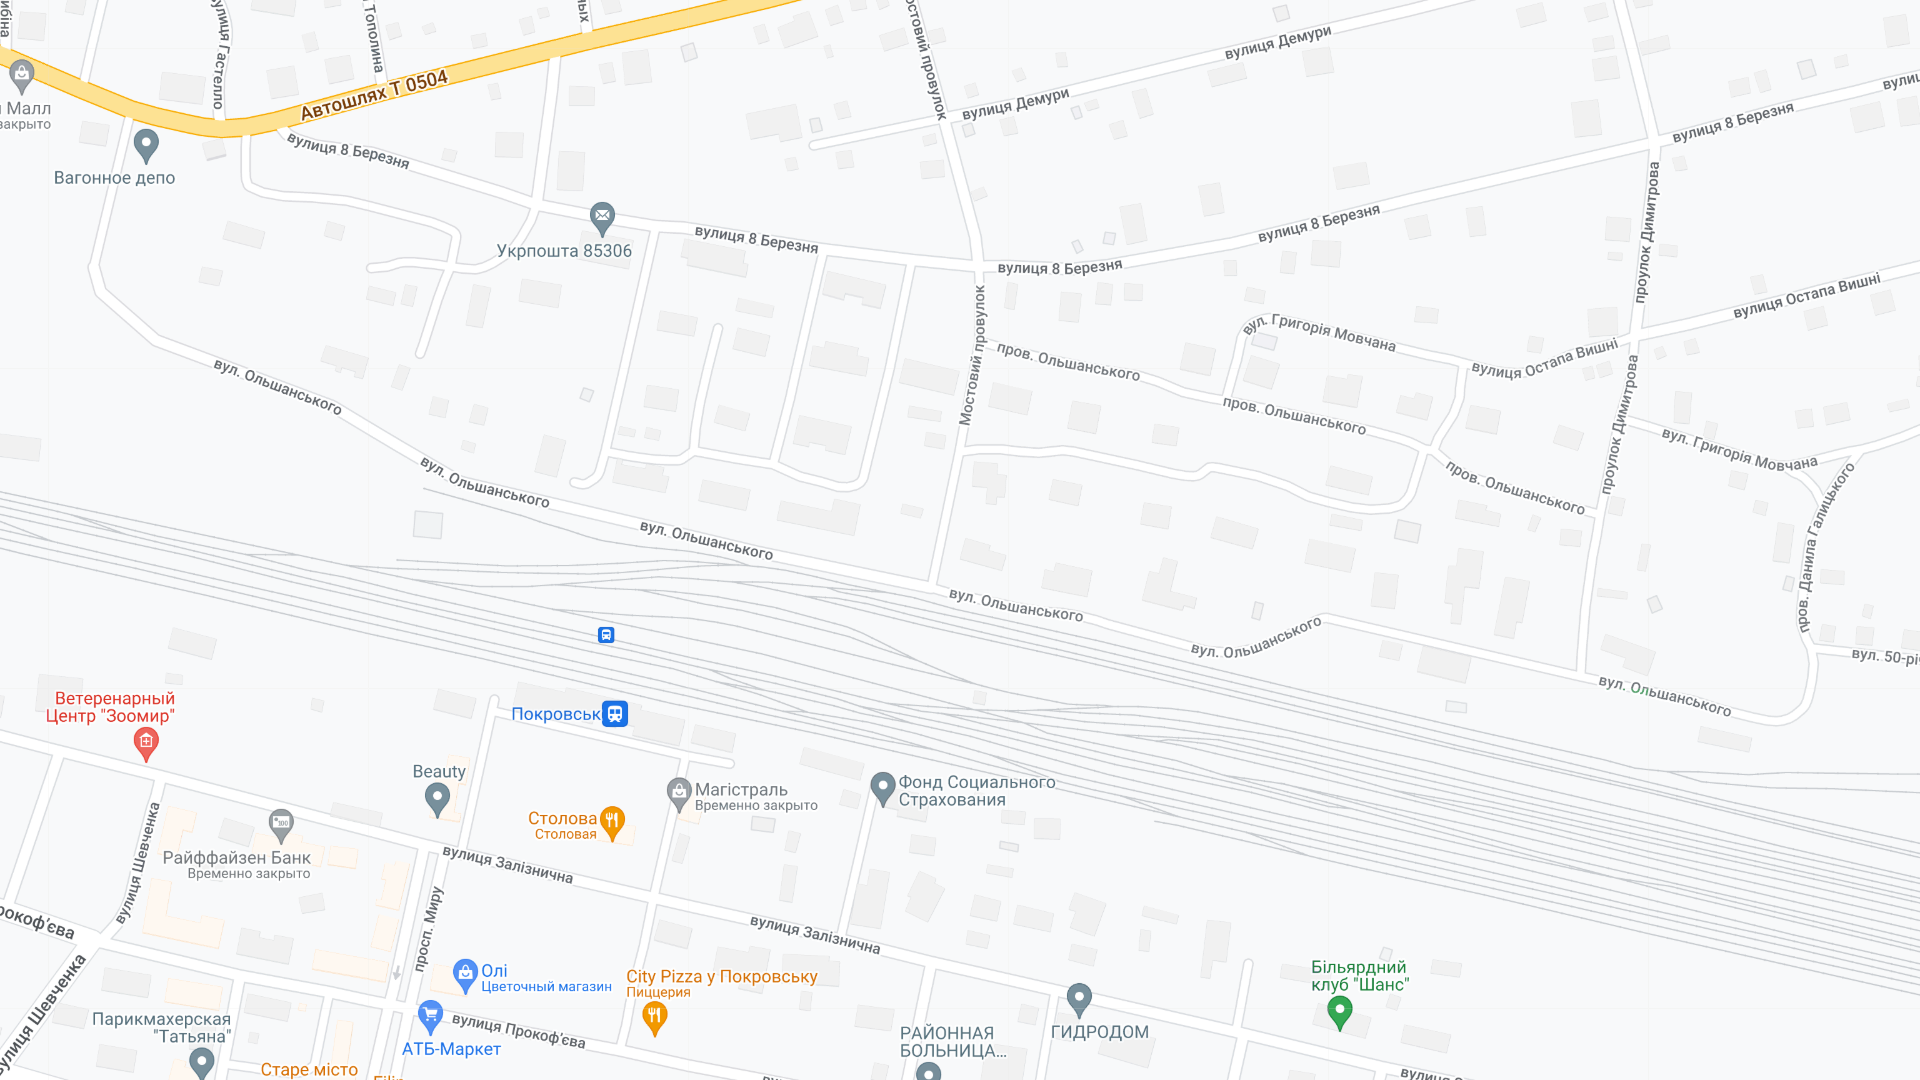 вулиця Гастелло
Тополина
Автошлях Т 0504
Малл
закрыто
Вагонное депо
вулиця 8 Березня
Укрпошта 85306
вулиця 8 Березня
Мостовий провулок
вулиця Демури
вулиця Демури
вулиця 8 Березня
вулиця 8 Березня
вулиця 8 Березня
проулок Димитрова
вулиця Остапа Вишні
вул. Григорія Мовчана
вулиця Остапа Вишні
пров. Ольшанського
пров. Ольшанського
пров. Ольшанського
проулок Димитрова
вул. Григорія Мовчана
пров. Данила Галицького
вул. Ольшанського
вул. Ольшанського
вул. Ольшанського
вул. Ольшанського
вул. Ольшанського
вул. Ольшанського
вул. 50-рі
Ветеренарный
Центр "Зоомир"
Покровськ
Beauty
Магістраль
Временно закрыто
Фонд Социального
Страхования
Столова
Столовая
Райффайзен Банк
Временно закрыто
вулиця Шевченка
вулиця Залізнична
просп. Миру
вулиця Залізнична
вулиця Шевченка
Олі
Цветочный магазин
City Pizza у Покровську
Пиццерия
Більярдний
клуб "Шанс"
Парикмахерская
"Татьяна"
АТБ-Маркет
вулиця Прокоф'єва
РАЙОННАЯ
БОЛЬНИЦА...
ГИДРОДОМ
Старе місто